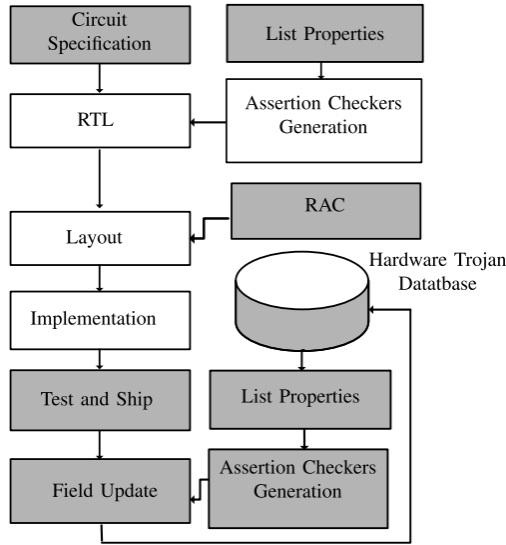 Circuit
Specification
List Properties
RTL
Assertion Checkers
Generation
RAC
Layout
Hardware Trojan
Datatbase
Implementation
List Properties
Test and Ship
Assertion Checkers
Generation
Field Update